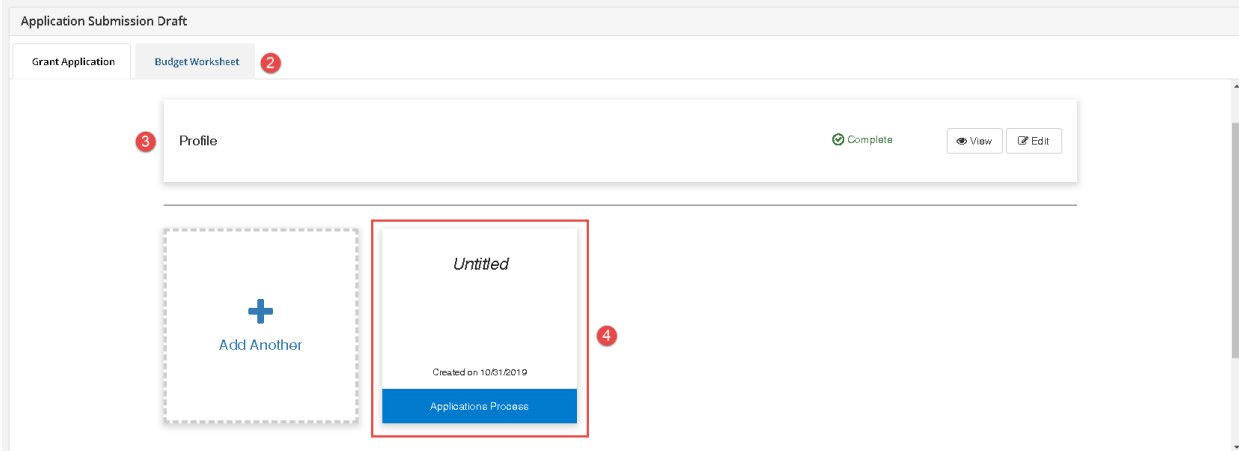 Application Submission Draft
Grant Application Budget Worksheet 2
3 Profile Complete View Edit
Untitled
Add Another
4
Created on 10/31/2019
Applications Process